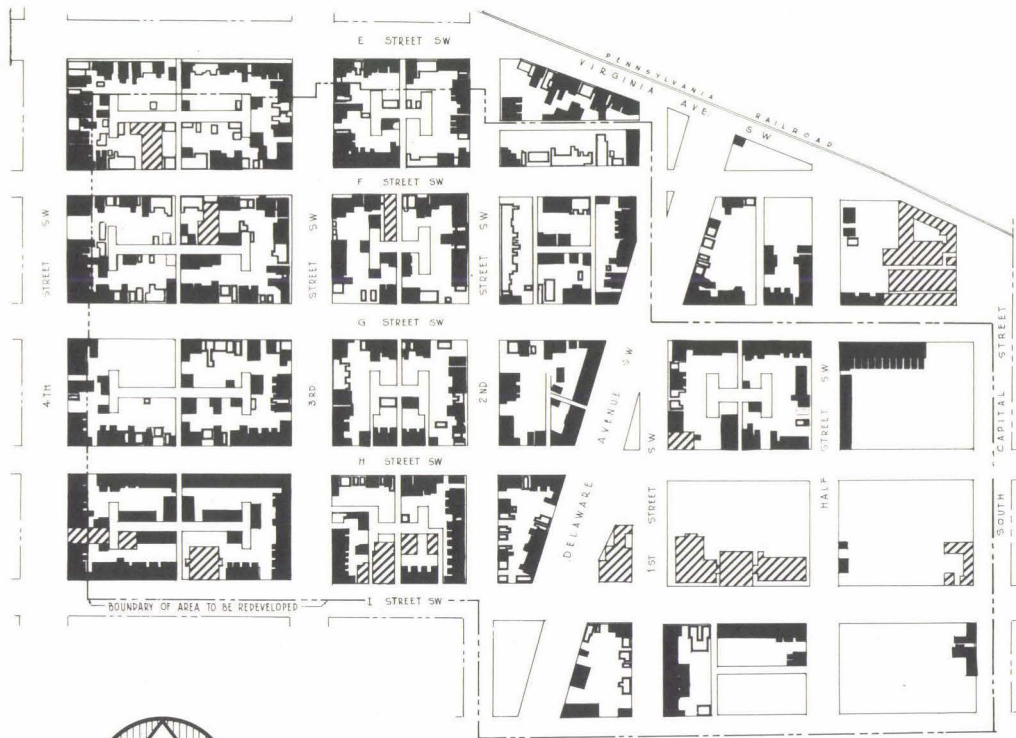 E STREET SW
PENNSYLVANIA RAILROAD
VIRGINIA AVE. S W
F STREET SW
4TH STREET SW
3RD STREET SW
2ND STREET SW
G STREET SW
DELAWARE AVENUE SW
1ST STREET SW
HALF STREET SW
SOUTH CAPITAL STREET
H STREET SW
I STREET SW
BOUNDARY OF AREA TO BE REDEVELOPED